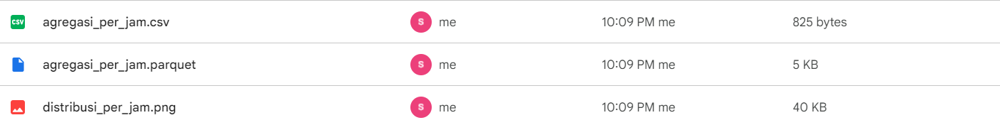 CSV agregasi_per_jam.csv S me 10:09 PM me 825 bytes
agregasi_per_jam.parquet S me 10:09 PM me 5 KB
distribusi_per_jam.png S me 10:09 PM me 40 KB